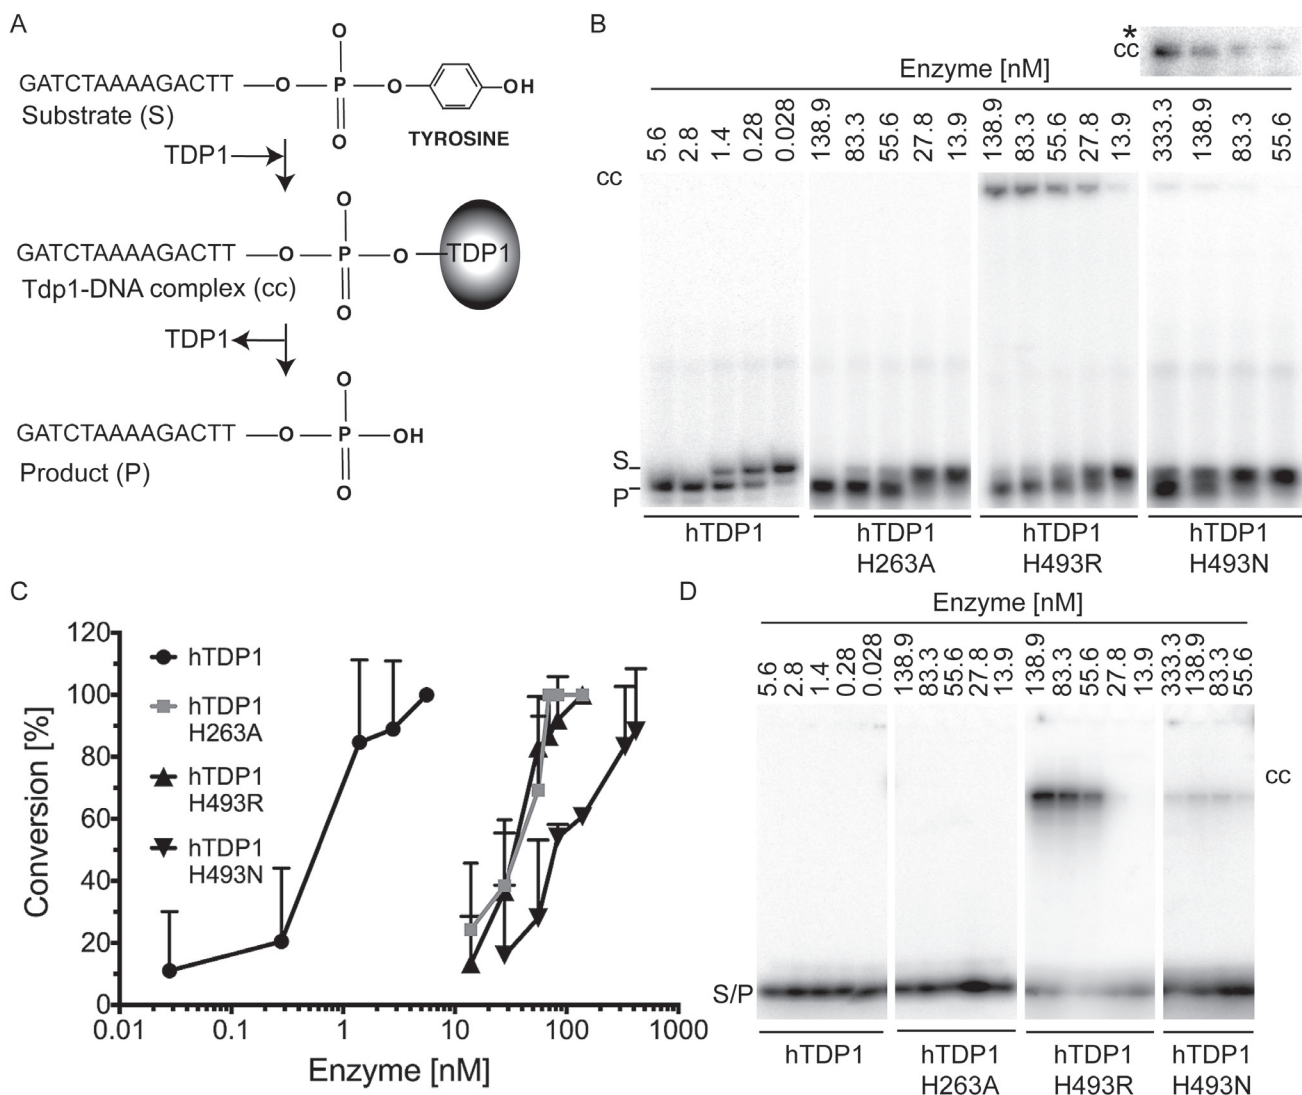 A
GATCTAAAAGACTT — O — P — O — OH
O
O
Substrate (S)
TYROSINE
TDP1
O
GATCTAAAAGACTT — O — P — O — TDP1
Tdp1-DNA complex (cc)
O
TDP1
O
GATCTAAAAGACTT — O — P — OH
Product (P)
O
B
*
cc
Enzyme [nM]
5.6 2.8 1.4 0.28 0.028 138.9 83.3 55.6 27.8 13.9 138.9 83.3 55.6 27.8 13.9 333.3 138.9 83.3 55.6
cc
S
P
hTDP1
hTDP1
H263A
hTDP1
H493R
hTDP1
H493N
C
120
100
80
60
40
20
0
Conversion [%]
hTDP1
hTDP1
H263A
hTDP1
H493R
hTDP1
H493N
0.01 0.1 1 10 100 1000
Enzyme [nM]
D
Enzyme [nM]
5.6 2.8 1.4 0.28 0.028 138.9 83.3 55.6 27.8 13.9 138.9 83.3 55.6 27.8 13.9 333.3 138.9 83.3 55.6
cc
S/P
hTDP1
hTDP1
H263A
hTDP1
H493R
hTDP1
H493N